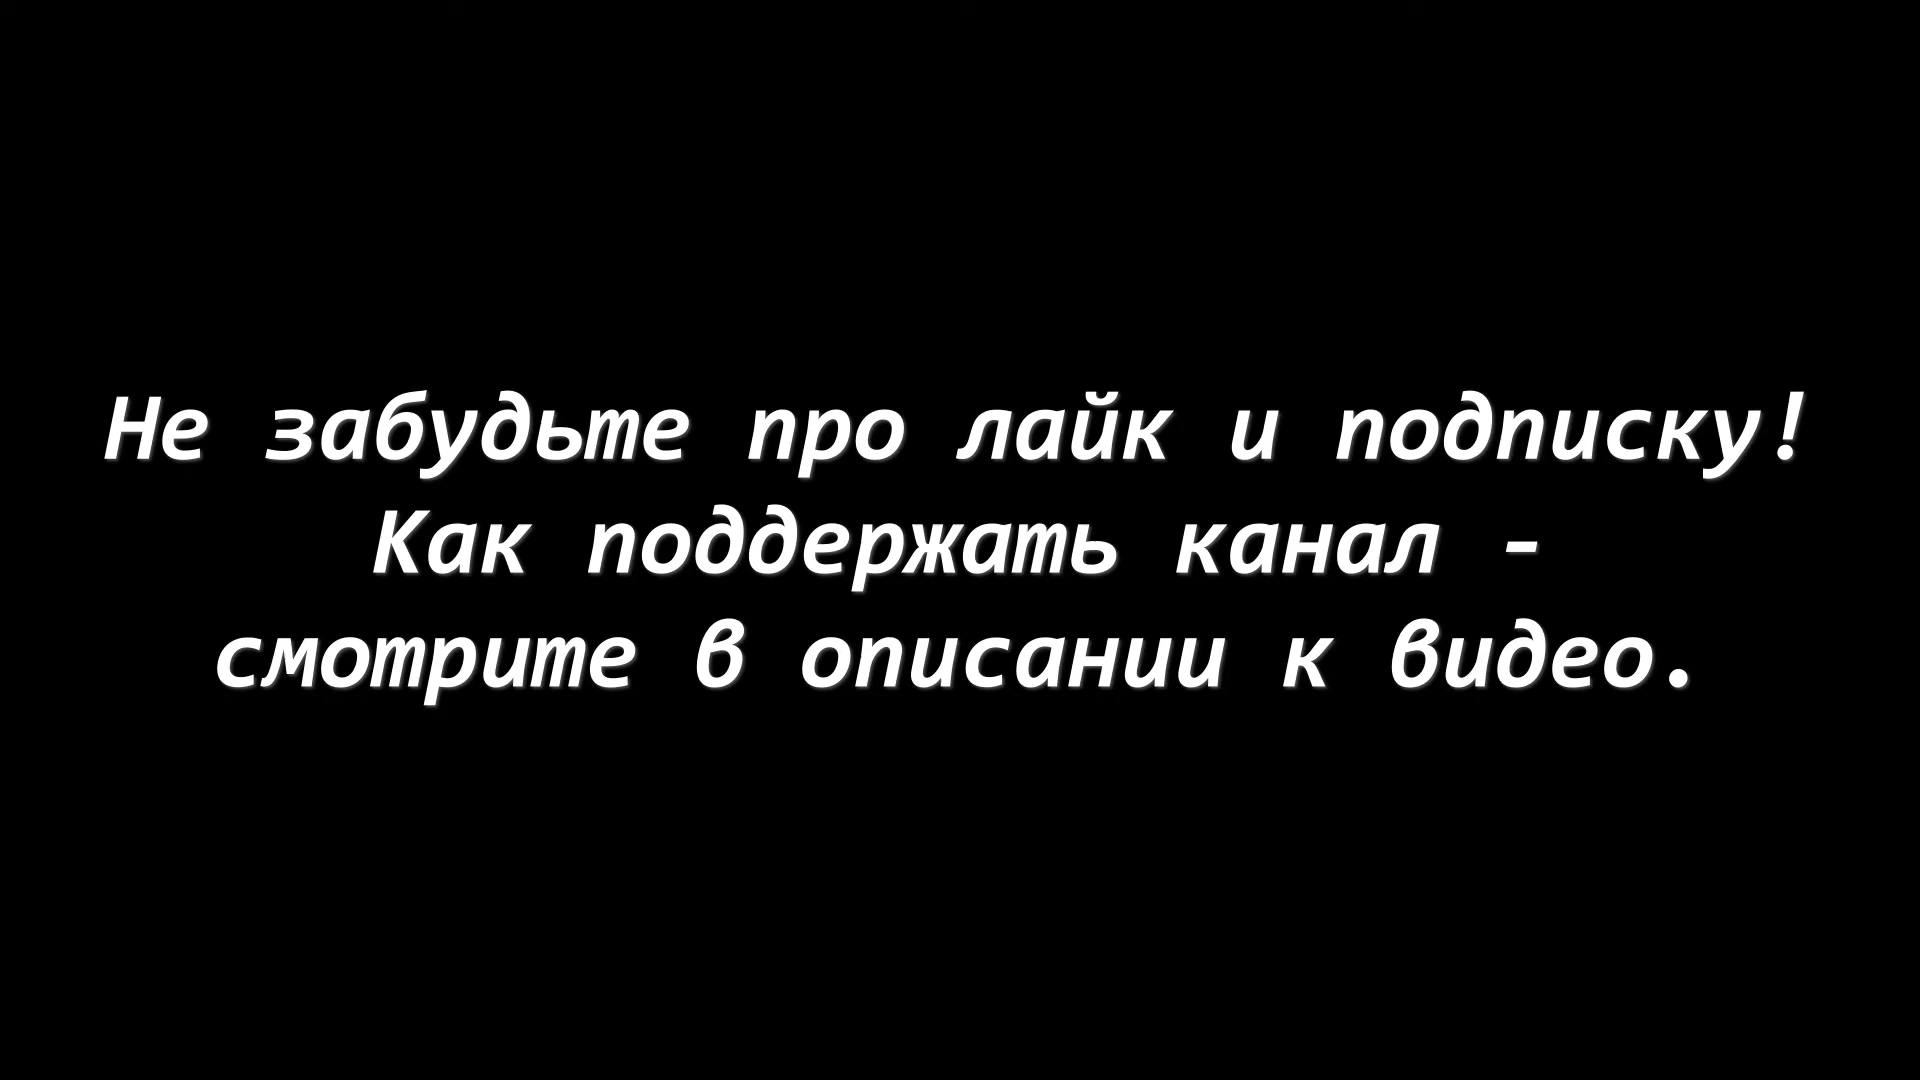 Не забудьте про лайк и подписку!
Как поддержать канал -
смотрите в описании к видео.